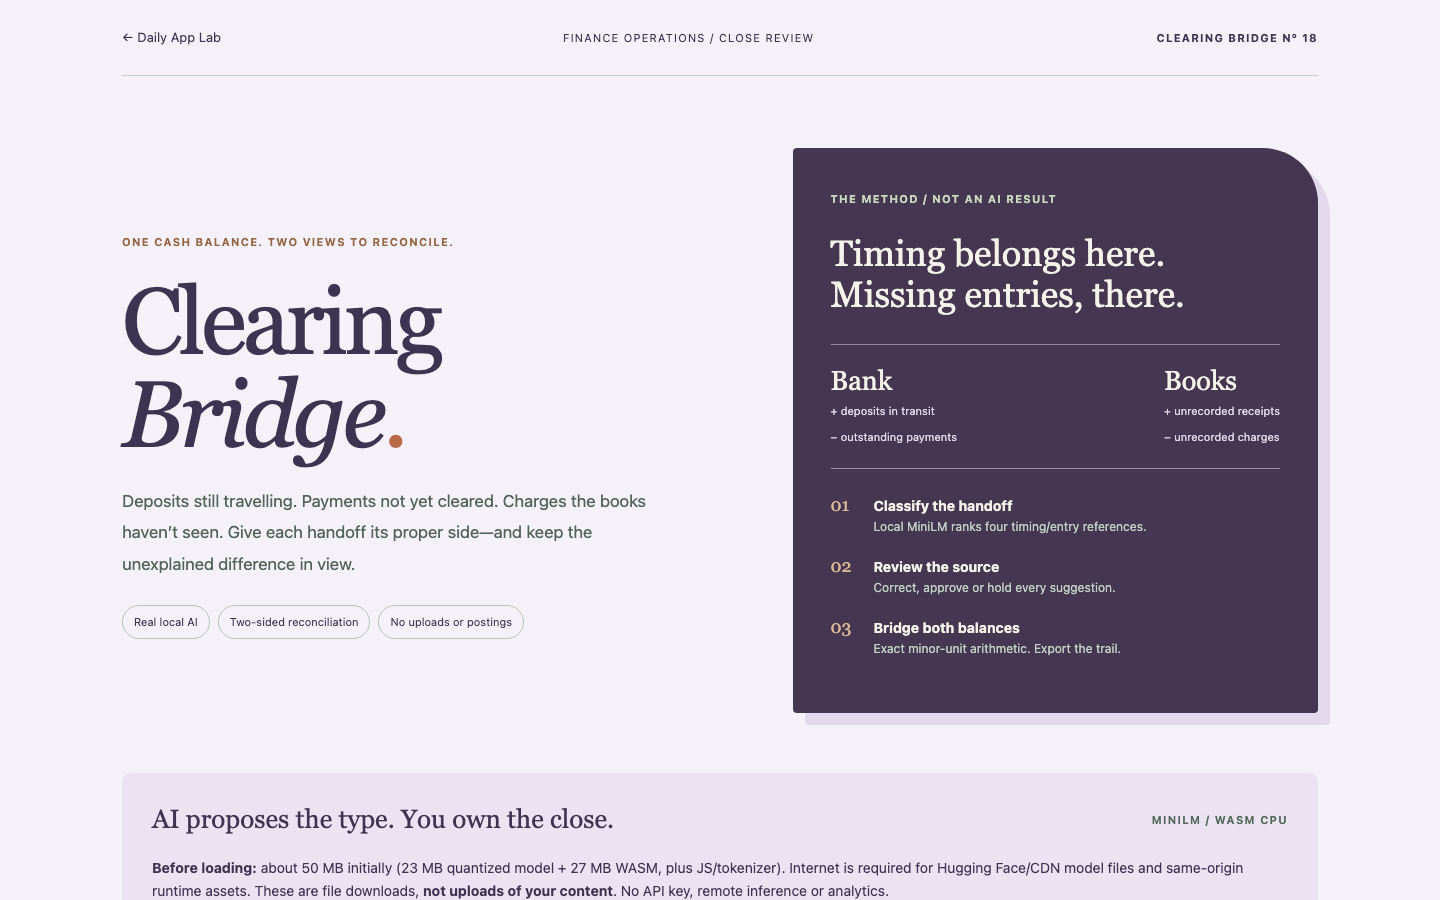 ← Daily App Lab
FINANCE OPERATIONS / CLOSE REVIEW
CLEARING BRIDGE Nº 18
ONE CASH BALANCE. TWO VIEWS TO RECONCILE.
Clearing
Bridge.
Deposits still travelling. Payments not yet cleared. Charges the books
haven’t seen. Give each handoff its proper side—and keep the
unexplained difference in view.
Real local AI
Two-sided reconciliation
No uploads or postings
THE METHOD / NOT AN AI RESULT
Timing belongs here.
Missing entries, there.
Bank
+ deposits in transit
− outstanding payments
Books
+ unrecorded receipts
− unrecorded charges
01 Classify the handoff
Local MiniLM ranks four timing/entry references.
02 Review the source
Correct, approve or hold every suggestion.
03 Bridge both balances
Exact minor-unit arithmetic. Export the trail.
AI proposes the type. You own the close.
MINILM / WASM CPU
Before loading: about 50 MB initially (23 MB quantized model + 27 MB WASM, plus JS/tokenizer). Internet is required for Hugging Face/CDN model files and same-origin
runtime assets. These are file downloads, not uploads of your content. No API key, remote inference or analytics.